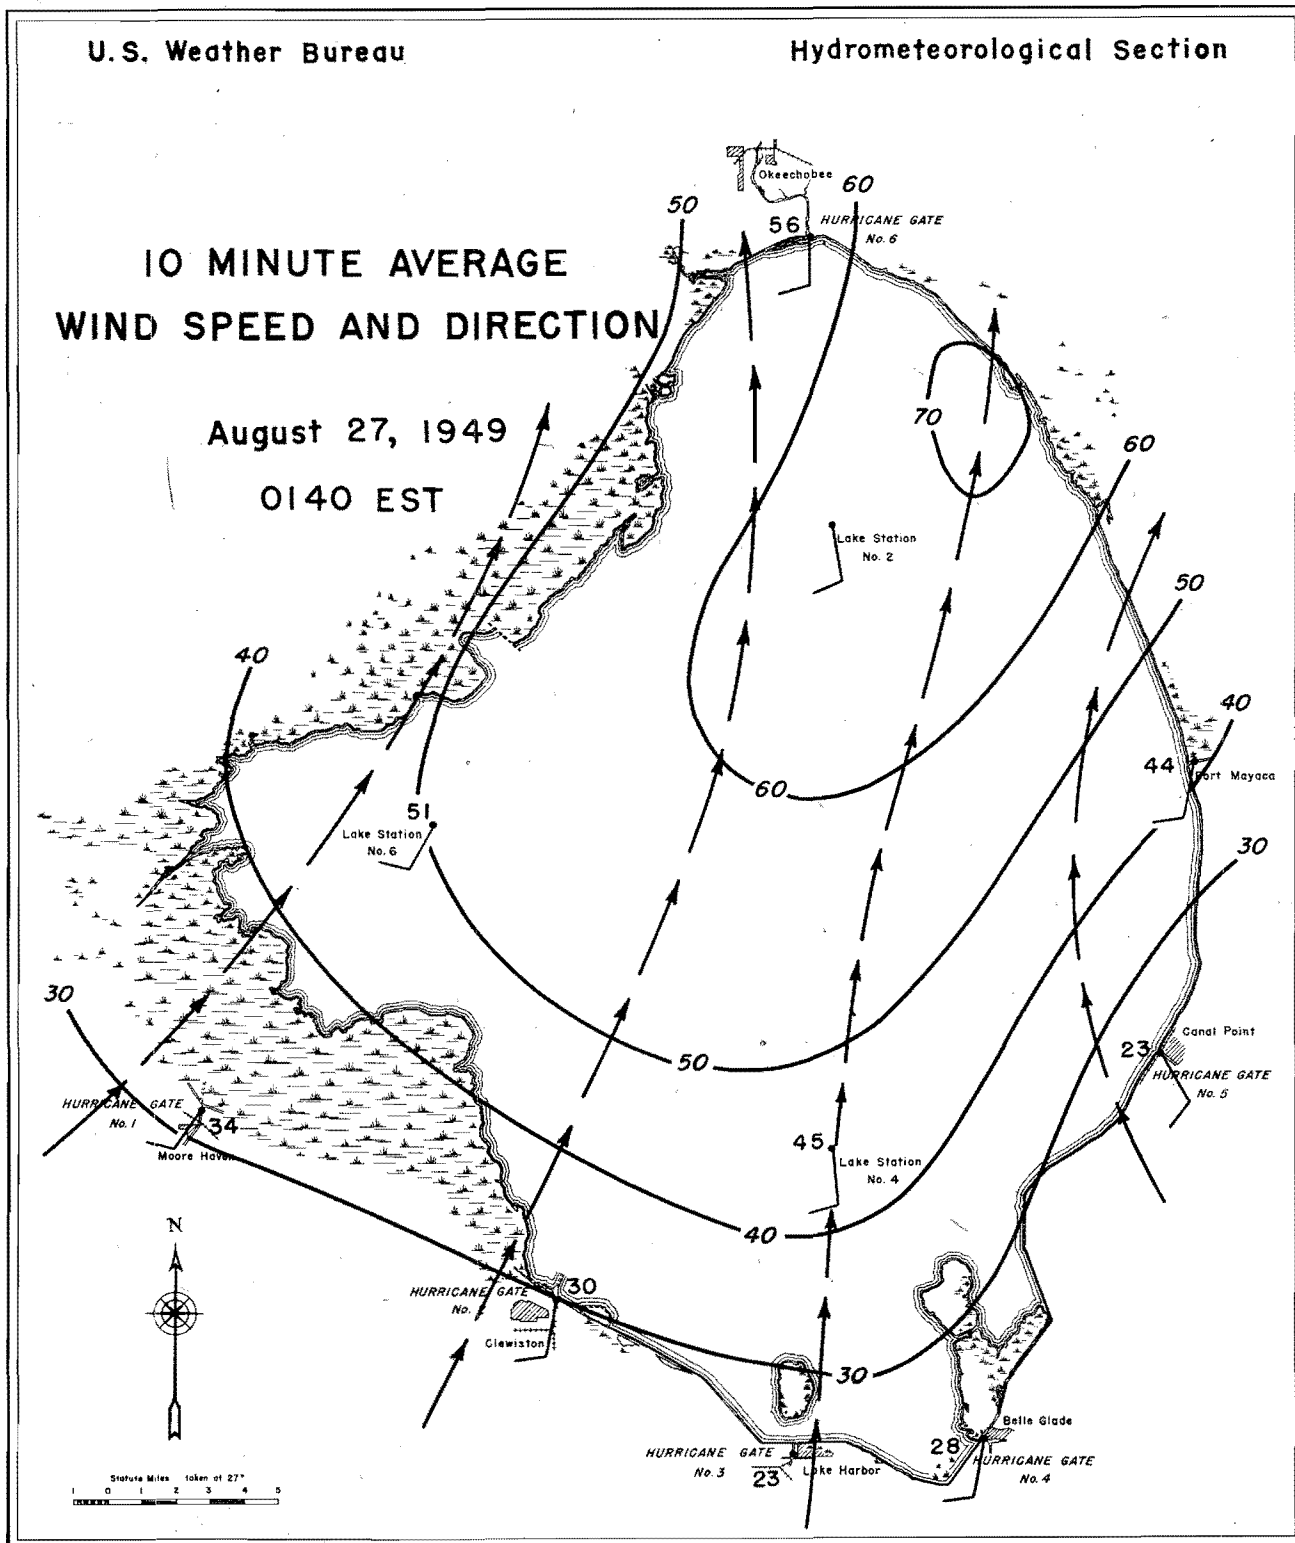 U.S. Weather Bureau
Hydrometeorological Section
Okeechobee
50
60
56
HURRICANE GATE
No. 6
10 MINUTE AVERAGE
WIND SPEED AND DIRECTION
August 27, 1949
0140 EST
70
60
Lake Station
No. 2
50
40
40
44
Port Mayaca
60
51
Lake Station
No. 6
30
30
50
Canal Point
23
HURRICANE GATE
No. 5
HURRICANE GATE
No. 1
34
Moore Haven
45
Lake Station
No. 4
N
40
HURRICANE GATE
No.
30
Clewiston
30
Belle Glade
28
HURRICANE GATE
No. 4
HURRICANE GATE
No. 3
23
Lake Harbor
Statute Miles taken at 27°
1 0 1 2 3 4 5